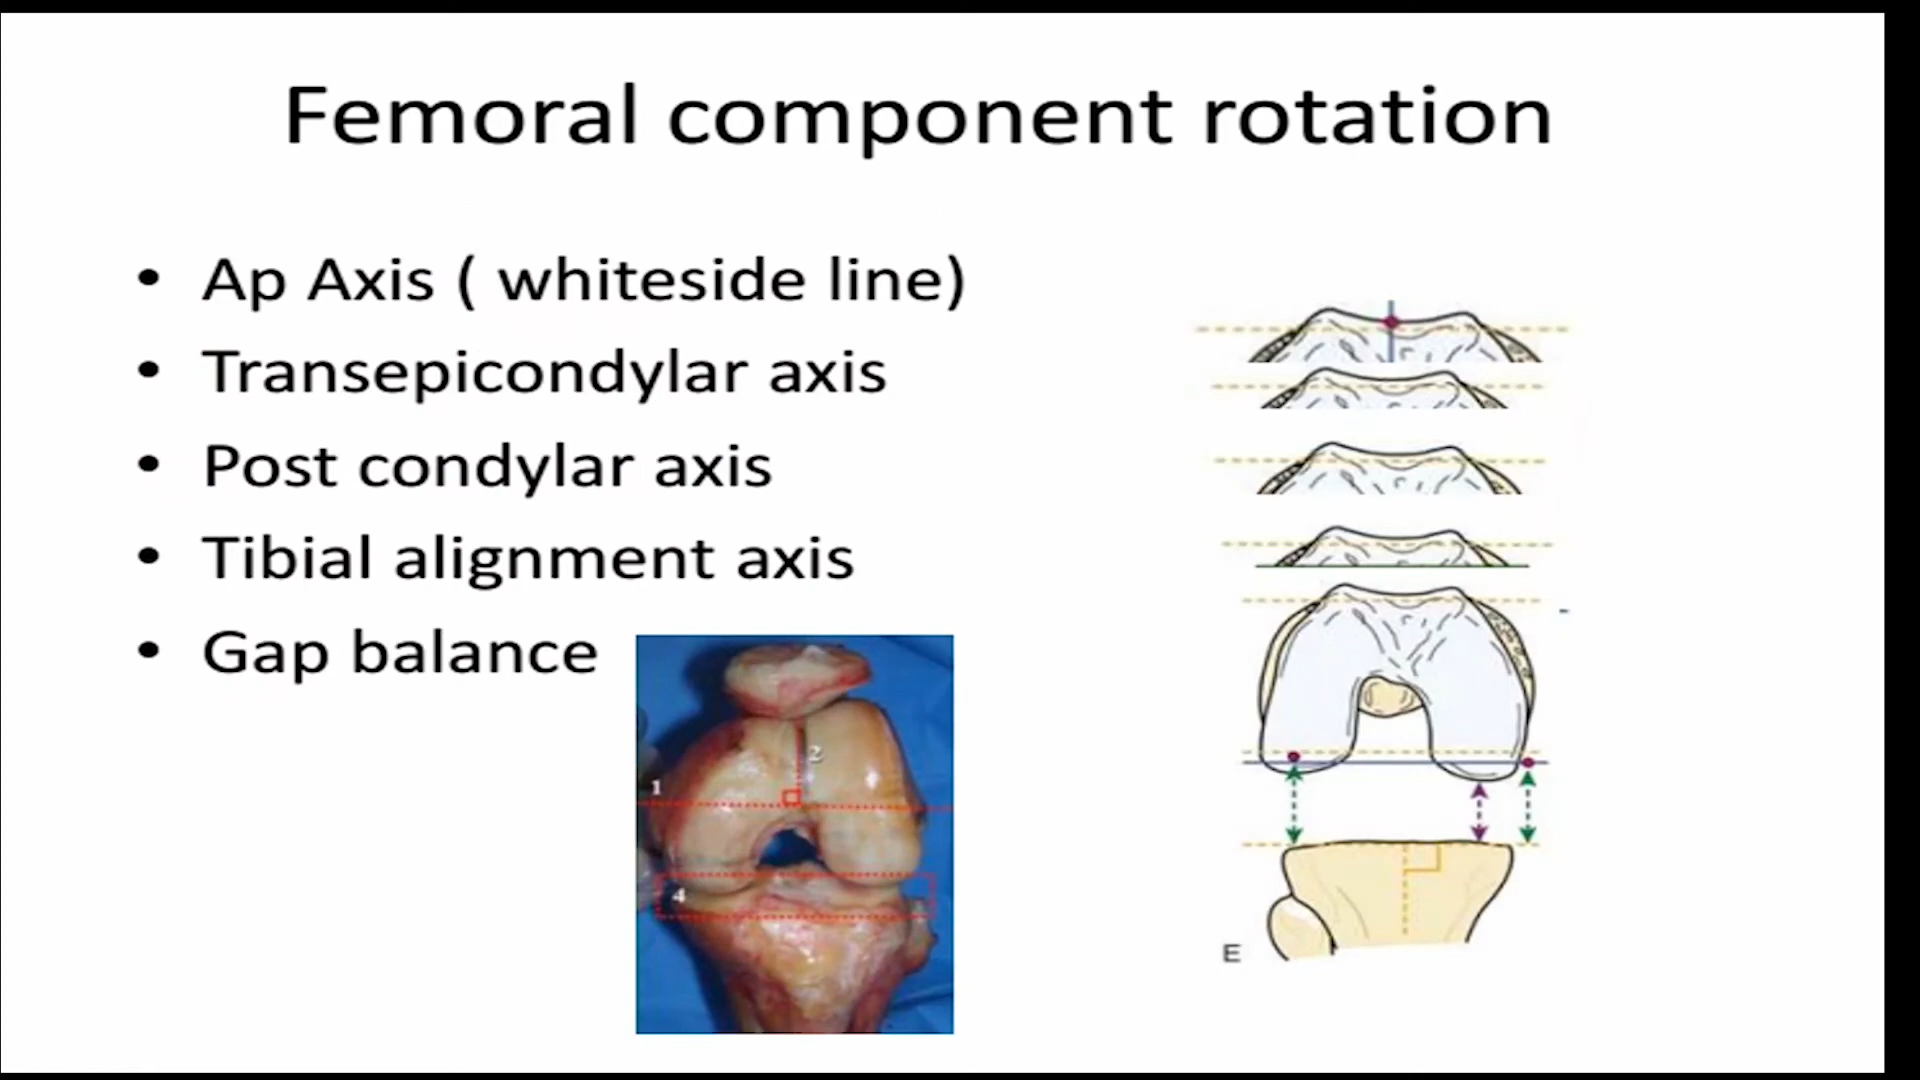 Femoral component rotation
• Ap Axis ( whiteside line)
• Transepicondylar axis
• Post condylar axis
• Tibial alignment axis
• Gap balance
2
1
4
E